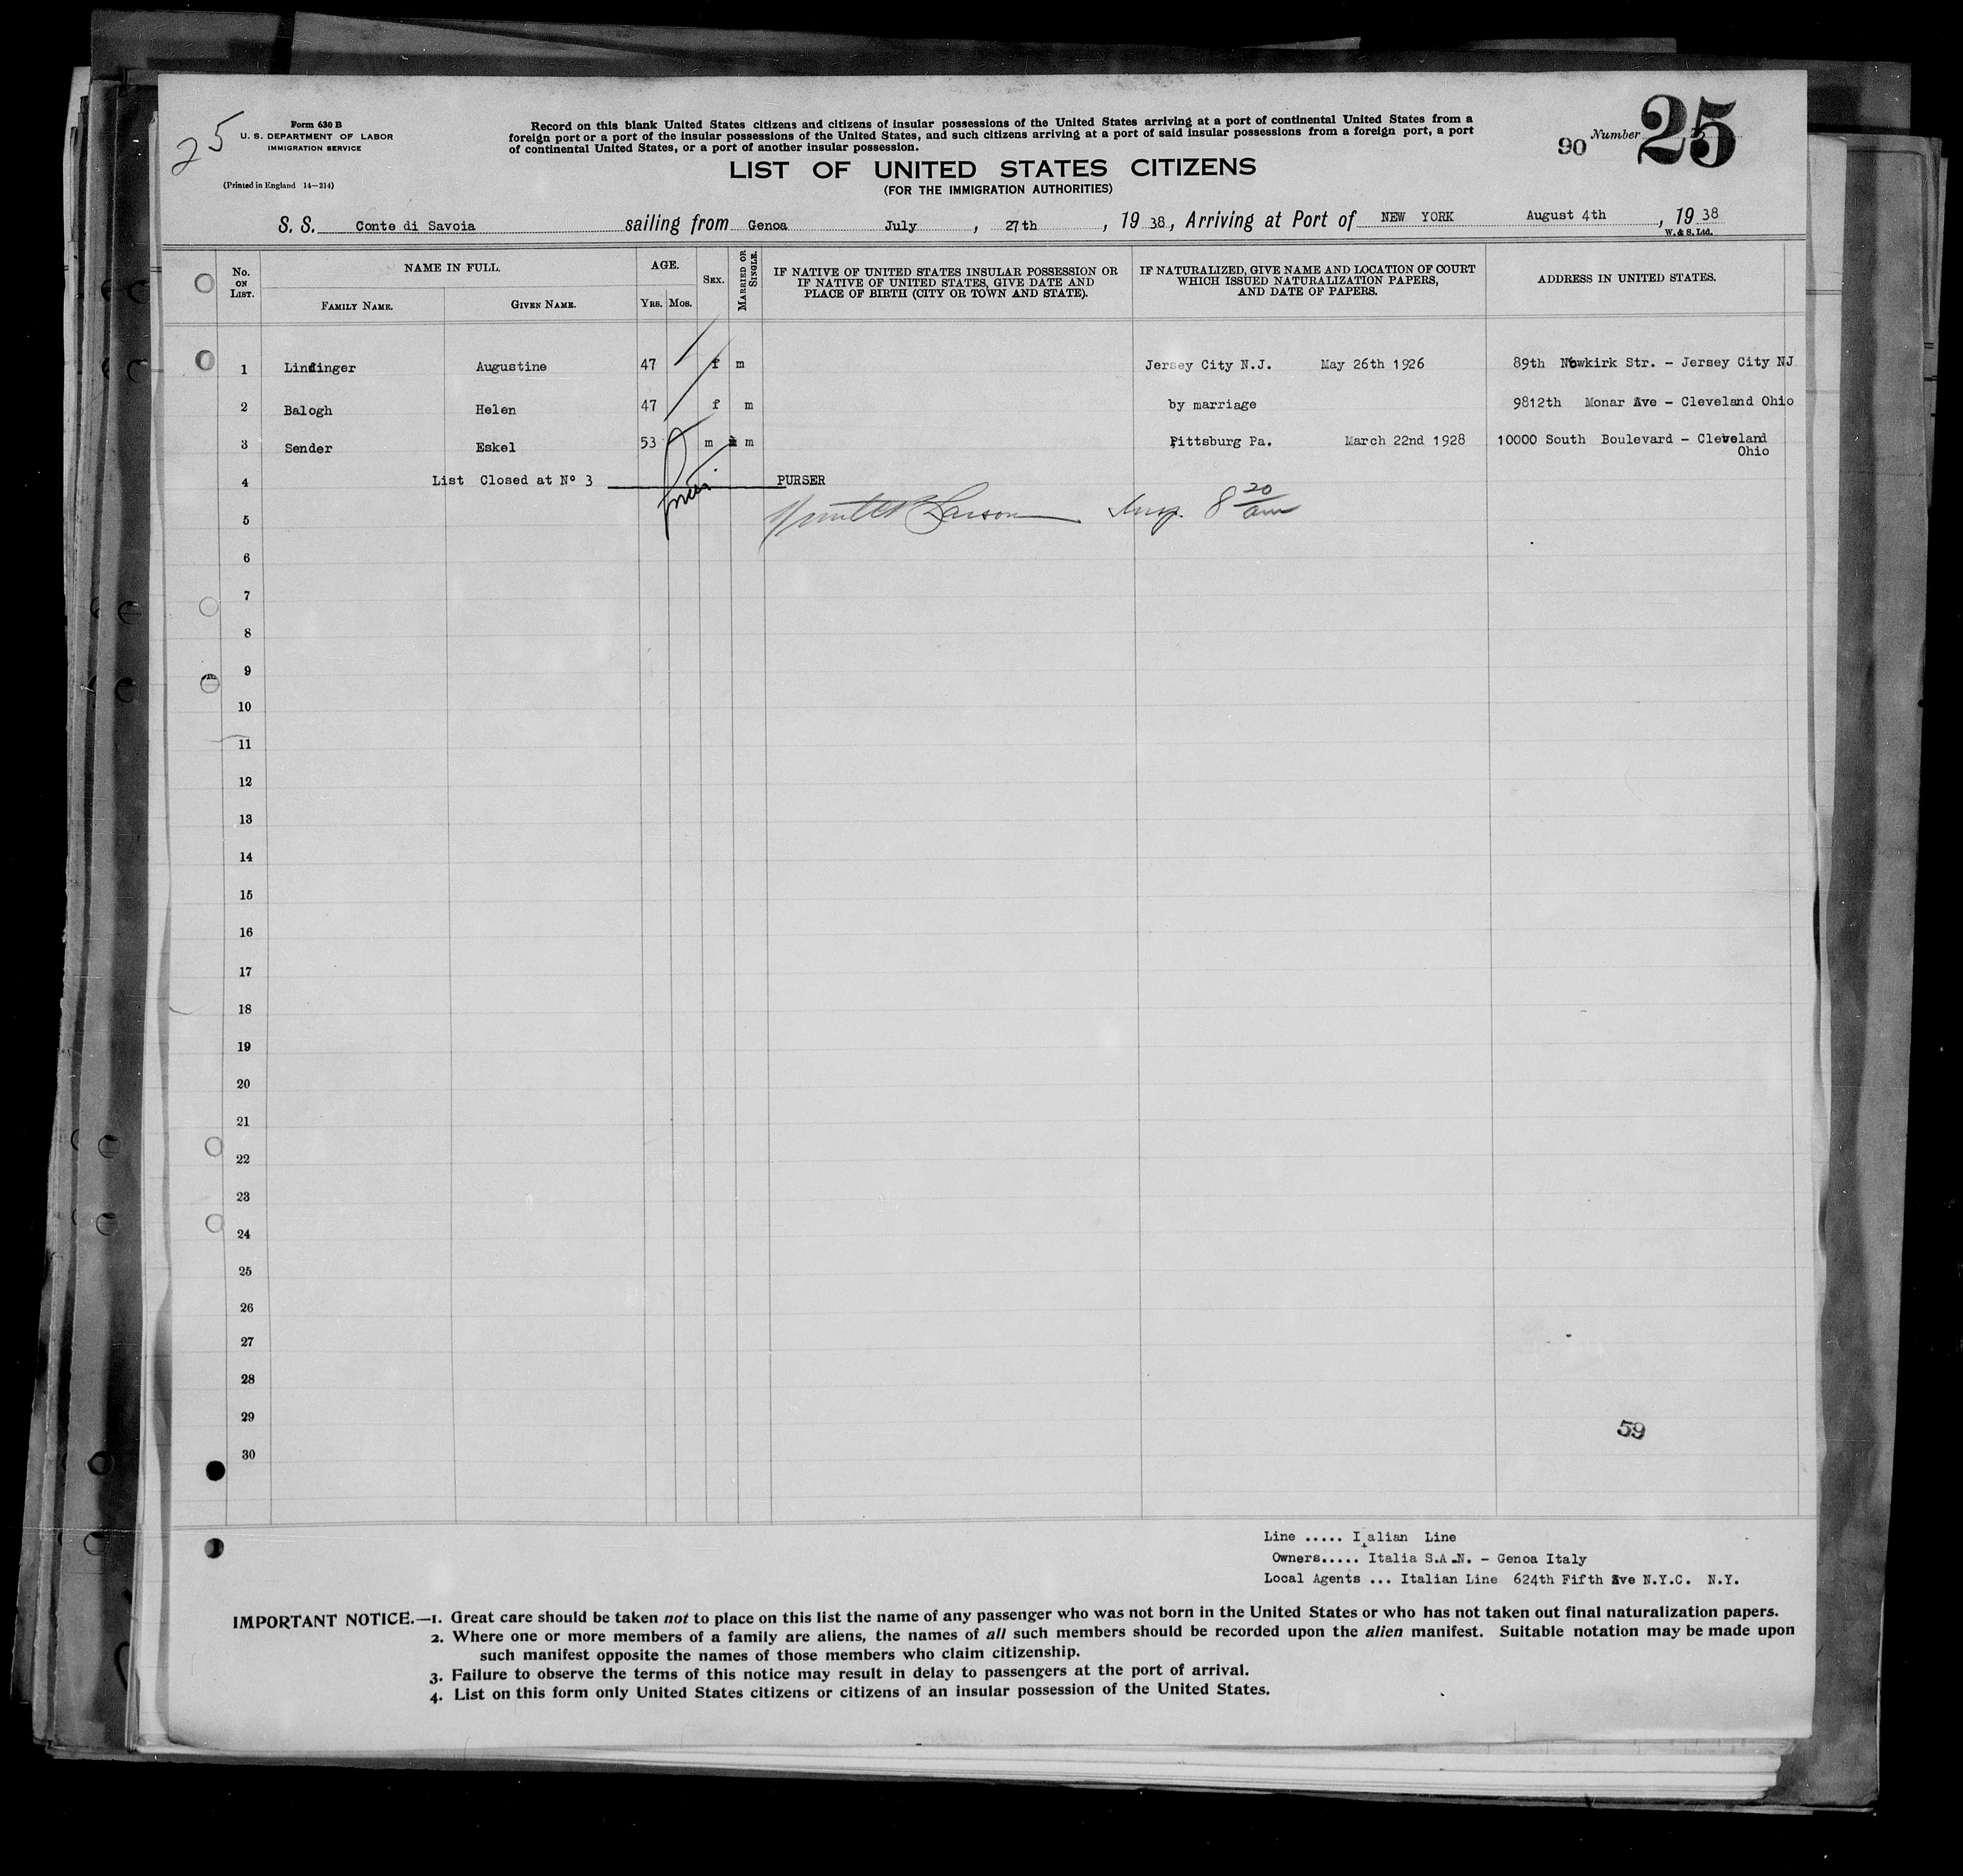 25
Form 630 B
U. S. DEPARTMENT OF LABOR
IMMIGRATION SERVICE
(Printed in England 14—214)
Record on this blank United States citizens and citizens of insular possessions of the United States arriving at a port of continental United States from a
foreign port or a port of the insular possessions of the United States, and such citizens arriving at a port of said insular possessions from a foreign port, a port
of continental United States, or a port of another insular possession.
90 Number 25
LIST OF UNITED STATES CITIZENS
(FOR THE IMMIGRATION AUTHORITIES)
S. S. Conte di Savoia sailing from Genoa July , 27th , 19 38, Arriving at Port of NEW YORK August 4th , 19 38
W. & S. Ltd.
No. ON LIST.
NAME IN FULL.
FAMILY NAME. GIVEN NAME.
AGE.
YRS. MOS.
SEX.
MARRIED OR SINGLE.
IF NATIVE OF UNITED STATES INSULAR POSSESSION OR
IF NATIVE OF UNITED STATES, GIVE DATE AND
PLACE OF BIRTH (CITY OR TOWN AND STATE).
IF NATURALIZED, GIVE NAME AND LOCATION OF COURT
WHICH ISSUED NATURALIZATION PAPERS,
AND DATE OF PAPERS.
ADDRESS IN UNITED STATES.
1 Lindinger Augustine 47 f m Jersey City N.J. May 26th 1926 89th Newkirk Str. - Jersey City NJ
2 Balogh Helen 47 f m by marriage 9812th Monar Ave - Cleveland Ohio
3 Sender Eskel 53 m m Pittsburg Pa. March 22nd 1928 10000 South Boulevard - Cleveland
Ohio
4 List Closed at Nº 3 PURSER
5 Larson Insp. 8 20 am
6
7
8
9
10
11
12
13
14
15
16
17
18
19
20
21
22
23
24
25
26
27
28
29
30
59
Line ..... Italian Line
Owners..... Italia S.A.N. - Genoa Italy
Local Agents ... Italian Line 624th Fifth Ave N.Y.C. N.Y.
IMPORTANT NOTICE.—1. Great care should be taken not to place on this list the name of any passenger who was not born in the United States or who has not taken out final naturalization papers.
2. Where one or more members of a family are aliens, the names of all such members should be recorded upon the alien manifest. Suitable notation may be made upon
such manifest opposite the names of those members who claim citizenship.
3. Failure to observe the terms of this notice may result in delay to passengers at the port of arrival.
4. List on this form only United States citizens or citizens of an insular possession of the United States.